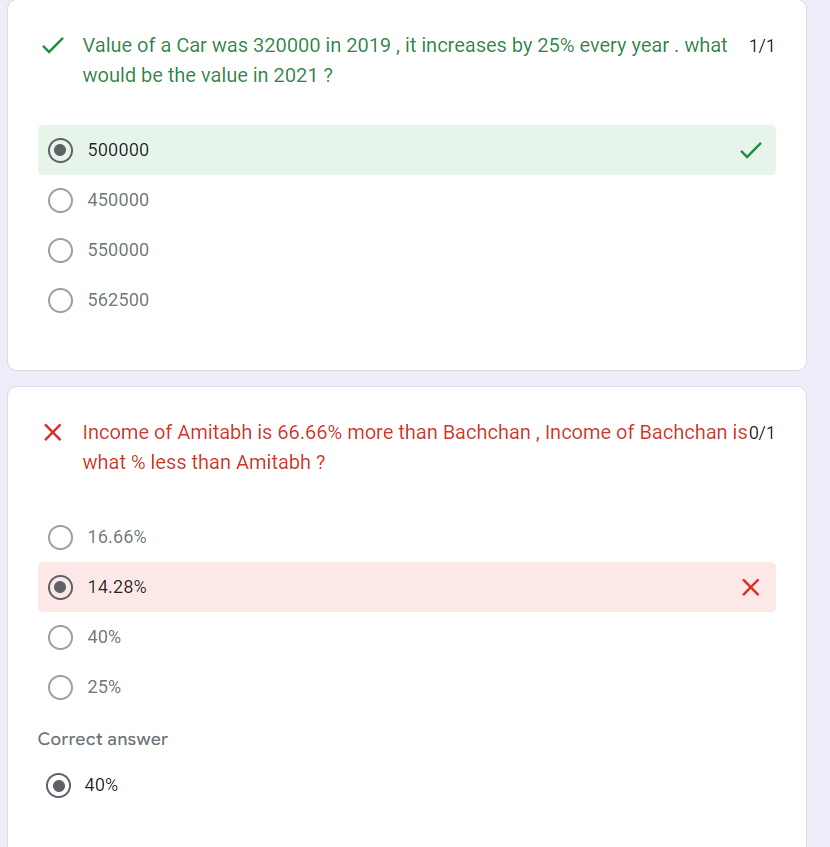 Value of a Car was 320000 in 2019 , it increases by 25% every year . what 1/1
would be the value in 2021 ?
500000
450000
550000
562500
Income of Amitabh is 66.66% more than Bachchan , Income of Bachchan is 0/1
what % less than Amitabh ?
16.66%
14.28%
40%
25%
Correct answer
40%